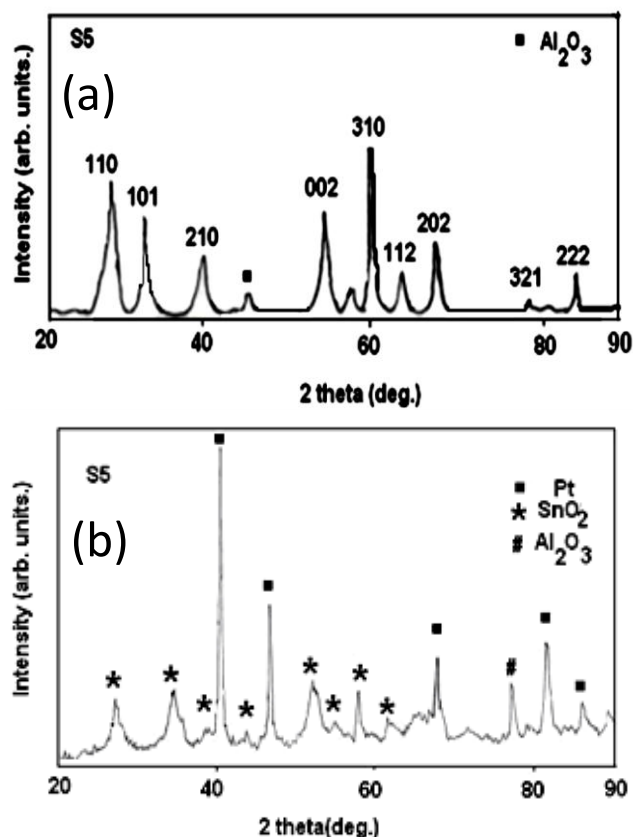 S5
■ Al2O3
(a)
Intensity (arb. units.)
110
101
210
■
002
310
112
202
321
222
20 40 60 80 90
2 theta (deg.)
S5
■ Pt
* SnO2
# Al2O3
(b)
Intensity (arb. units.)
* * * ■ * ■ * * * * ■ # ■ ■
20 40 60 80 90
2 theta(deg.)